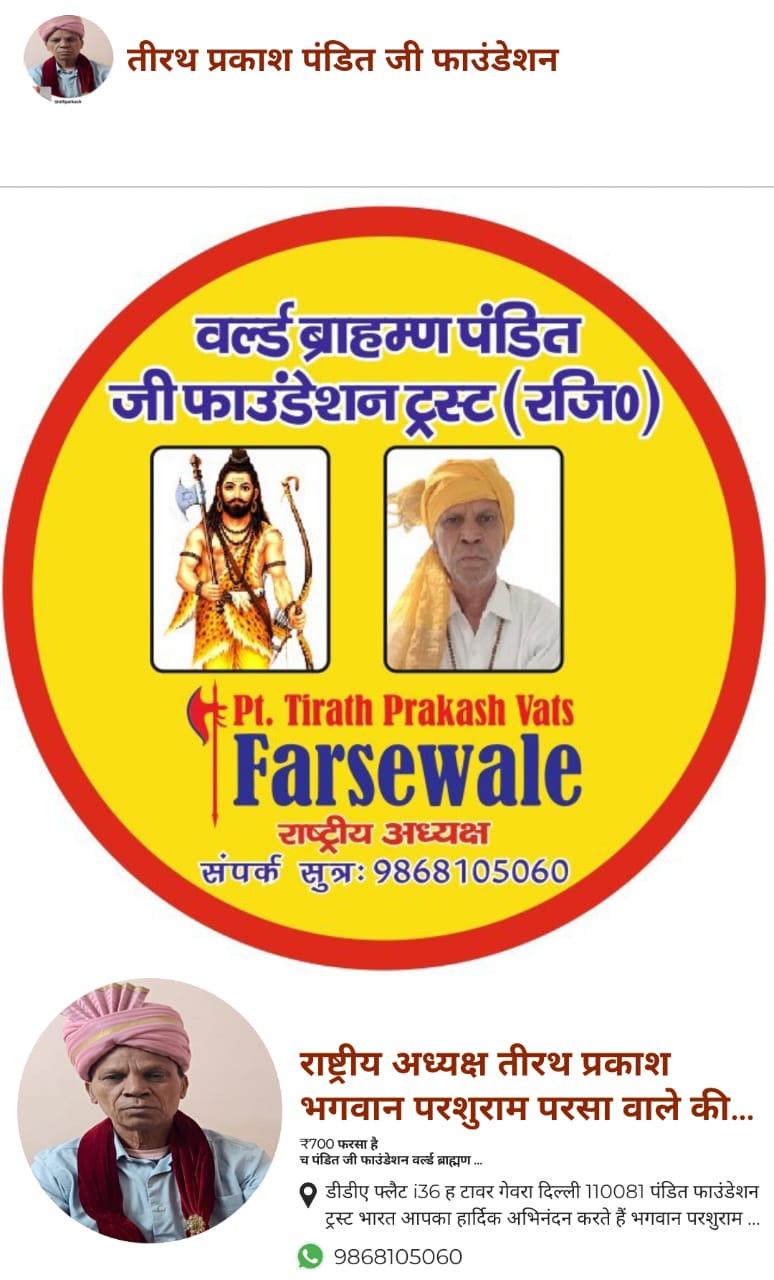 तीरथ प्रकाश पंडित जी फाउंडेशन
वर्ल्ड ब्राहम्ण पंडित
जी फाउंडेशन ट्रस्ट (रजि0)
Pt. Tirath Prakash Vats
Farsewale
राष्ट्रीय अध्यक्ष
संपर्क सुत्र: 9868105060
राष्ट्रीय अध्यक्ष तीरथ प्रकाश
भगवान परशुराम परसा वाले की...
₹700 फरसा है
च पंडित जी फाउंडेशन वर्ल्ड ब्राह्मण ...
डीडीए फ्लैट i36 ह टावर गेवरा दिल्ली 110081 पंडित फाउंडेशन
ट्रस्ट भारत आपका हार्दिक अभिनंदन करते हैं भगवान परशुराम ...
9868105060